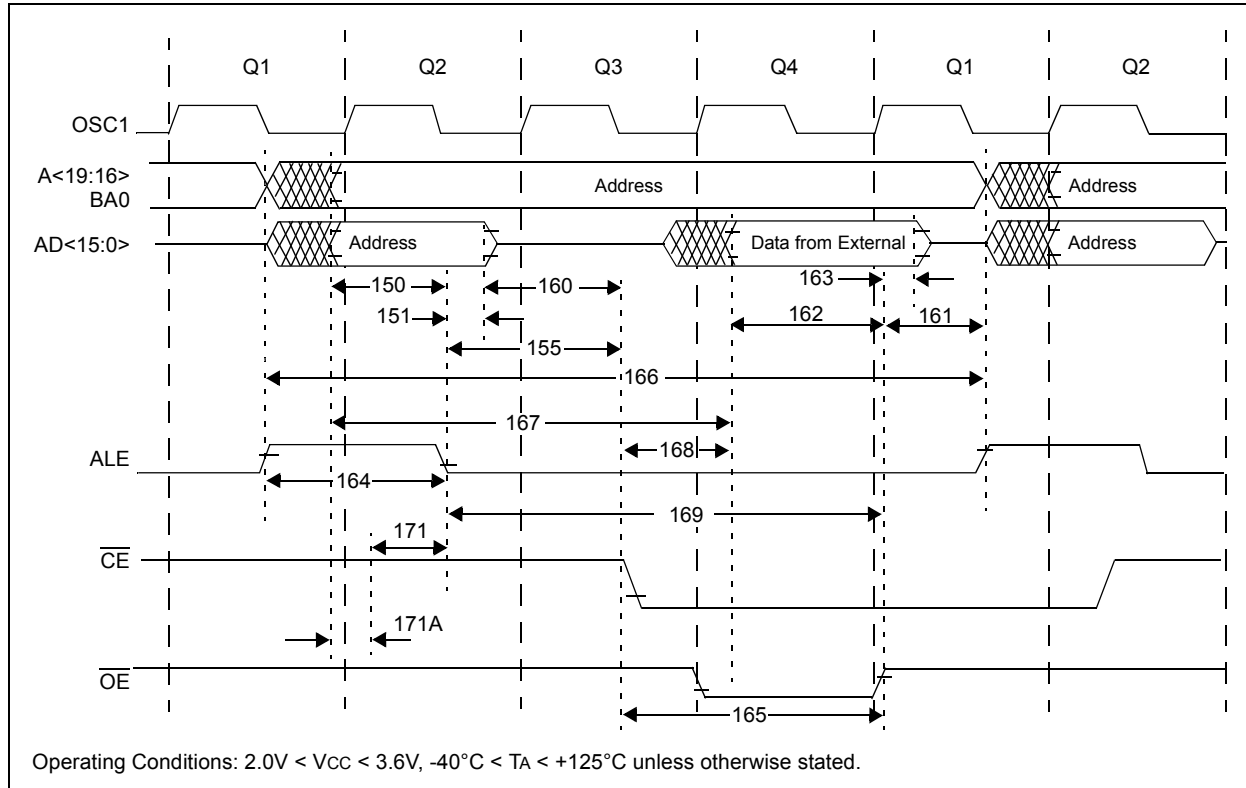 Q1 Q2 Q3 Q4 Q1 Q2
OSC1
A<19:16>
BA0
Address
Address
AD<15:0>
Address
Data from External
Address
150
160
163
151
162
161
155
166
167
168
ALE
164
169
171
CE
171A
OE
165
Operating Conditions: 2.0V < VCC < 3.6V, -40°C < TA < +125°C unless otherwise stated.